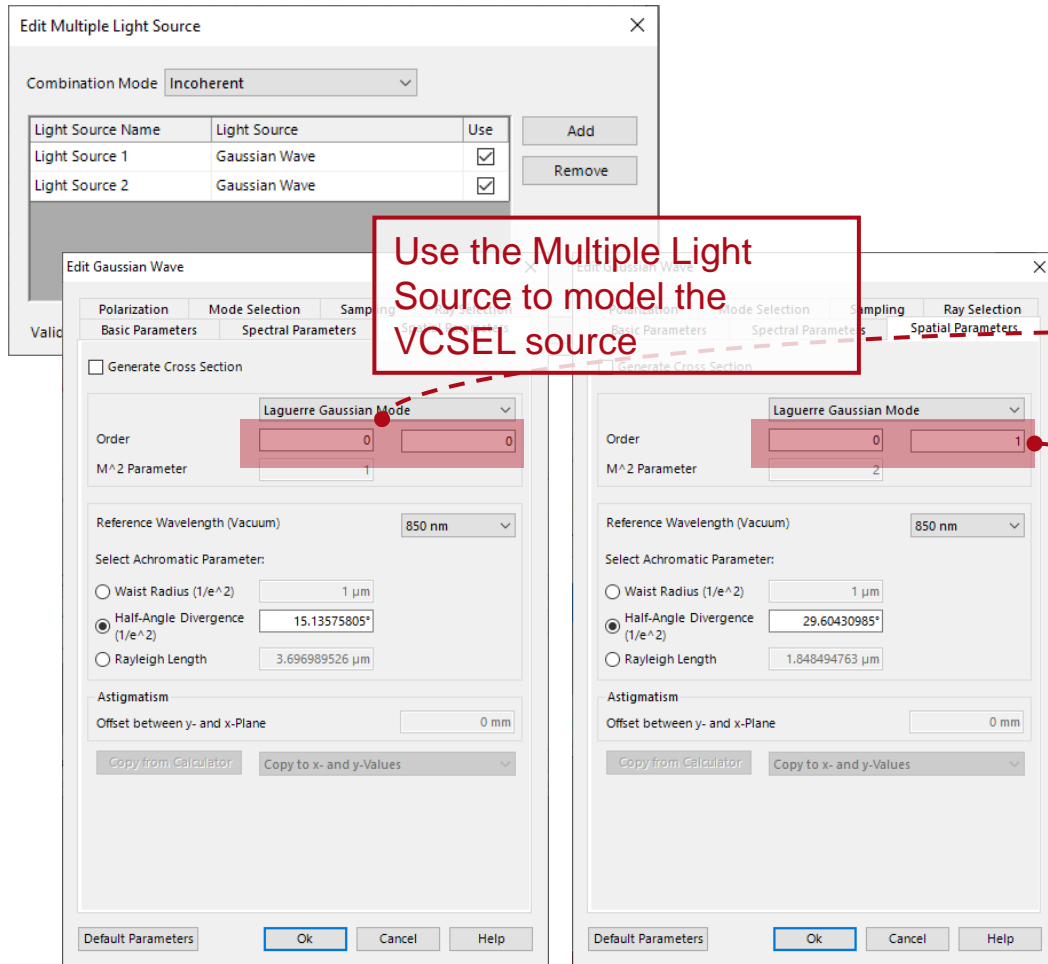 Edit Multiple Light Source
Combination Mode Incoherent
Light Source Name Light Source Use
Light Source 1 Gaussian Wave
Light Source 2 Gaussian Wave
Add
Remove
Valid
Use the Multiple Light
Source to model the
VCSEL source
Edit Gaussian Wave
Polarization Mode Selection Sampling Ray Selection
Basic Parameters Spectral Parameters Spatial Parameters
Generate Cross Section
Laguerre Gaussian Mode
Order 0 0
M^2 Parameter 1
Reference Wavelength (Vacuum) 850 nm
Select Achromatic Parameter:
Waist Radius (1/e^2) 1 µm
Half-Angle Divergence
(1/e^2) 15.13575805°
Rayleigh Length 3.696989526 µm
Astigmatism
Offset between y- and x-Plane 0 mm
Copy from Calculator Copy to x- and y-Values
Default Parameters Ok Cancel Help
Edit Gaussian Wave
Polarization Mode Selection Sampling Ray Selection
Basic Parameters Spectral Parameters Spatial Parameters
Generate Cross Section
Laguerre Gaussian Mode
Order 0 1
M^2 Parameter 2
Reference Wavelength (Vacuum) 850 nm
Select Achromatic Parameter:
Waist Radius (1/e^2) 1 µm
Half-Angle Divergence
(1/e^2) 29.60430985°
Rayleigh Length 1.848494763 µm
Astigmatism
Offset between y- and x-Plane 0 mm
Copy from Calculator Copy to x- and y-Values
Default Parameters Ok Cancel Help